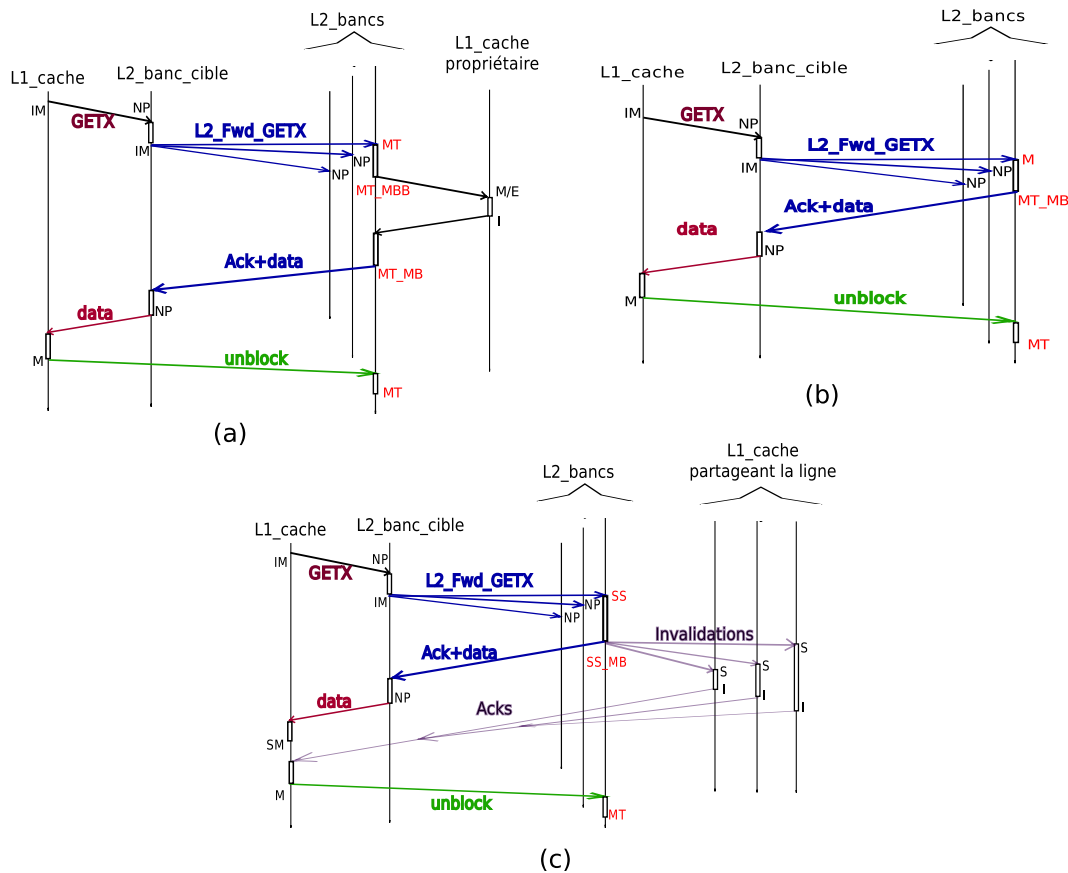 L2_bancs
L1_cache
L2_banc_cible
L1_cache
propriétaire
IM
NP
GETX
L2_Fwd_GETX
MT
IM
NP
NP
MT_MBB
M/E
I
Ack+data
MT_MB
data
NP
M
unblock
MT
(a)
L2_bancs
L1_cache
L2_banc_cible
IM
GETX
NP
L2_Fwd_GETX
M
IM
NP
NP
MT_MB
Ack+data
data
NP
M
unblock
MT
(b)
L1_cache
partageant la ligne
L2_bancs
L1_cache
L2_banc_cible
IM
NP
GETX
L2_Fwd_GETX
SS
IM
NP
NP
Invalidations
S
Ack+data
SS_MB
S
S
I
I
I
NP
data
Acks
SM
M
unblock
MT
(c)